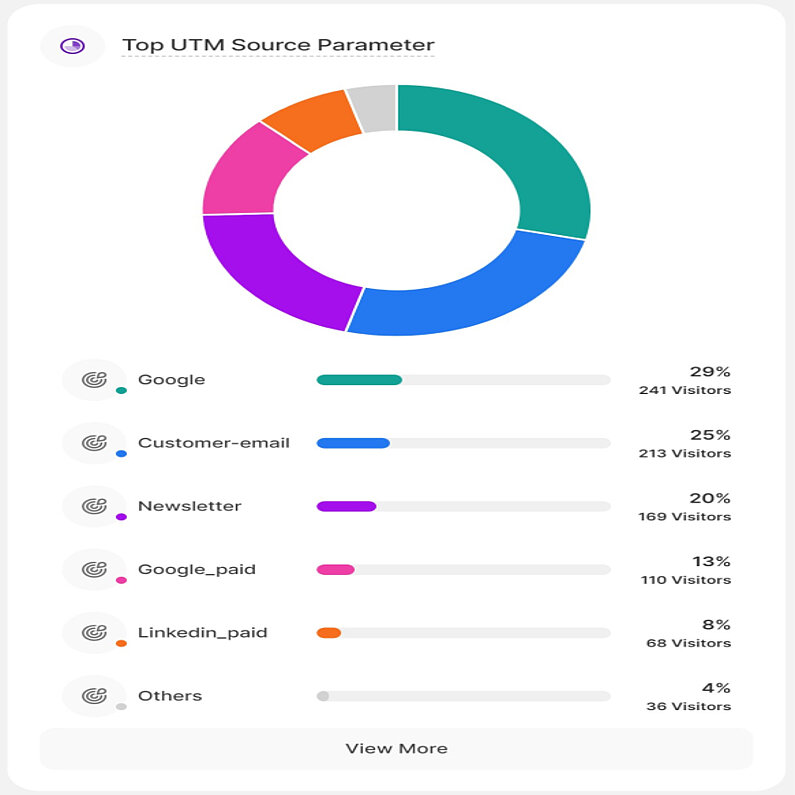 Top UTM Source Parameter
Google
29%
241 Visitors
Customer-email
25%
213 Visitors
Newsletter
20%
169 Visitors
Google_paid
13%
110 Visitors
Linkedin_paid
8%
68 Visitors
Others
4%
36 Visitors
View More